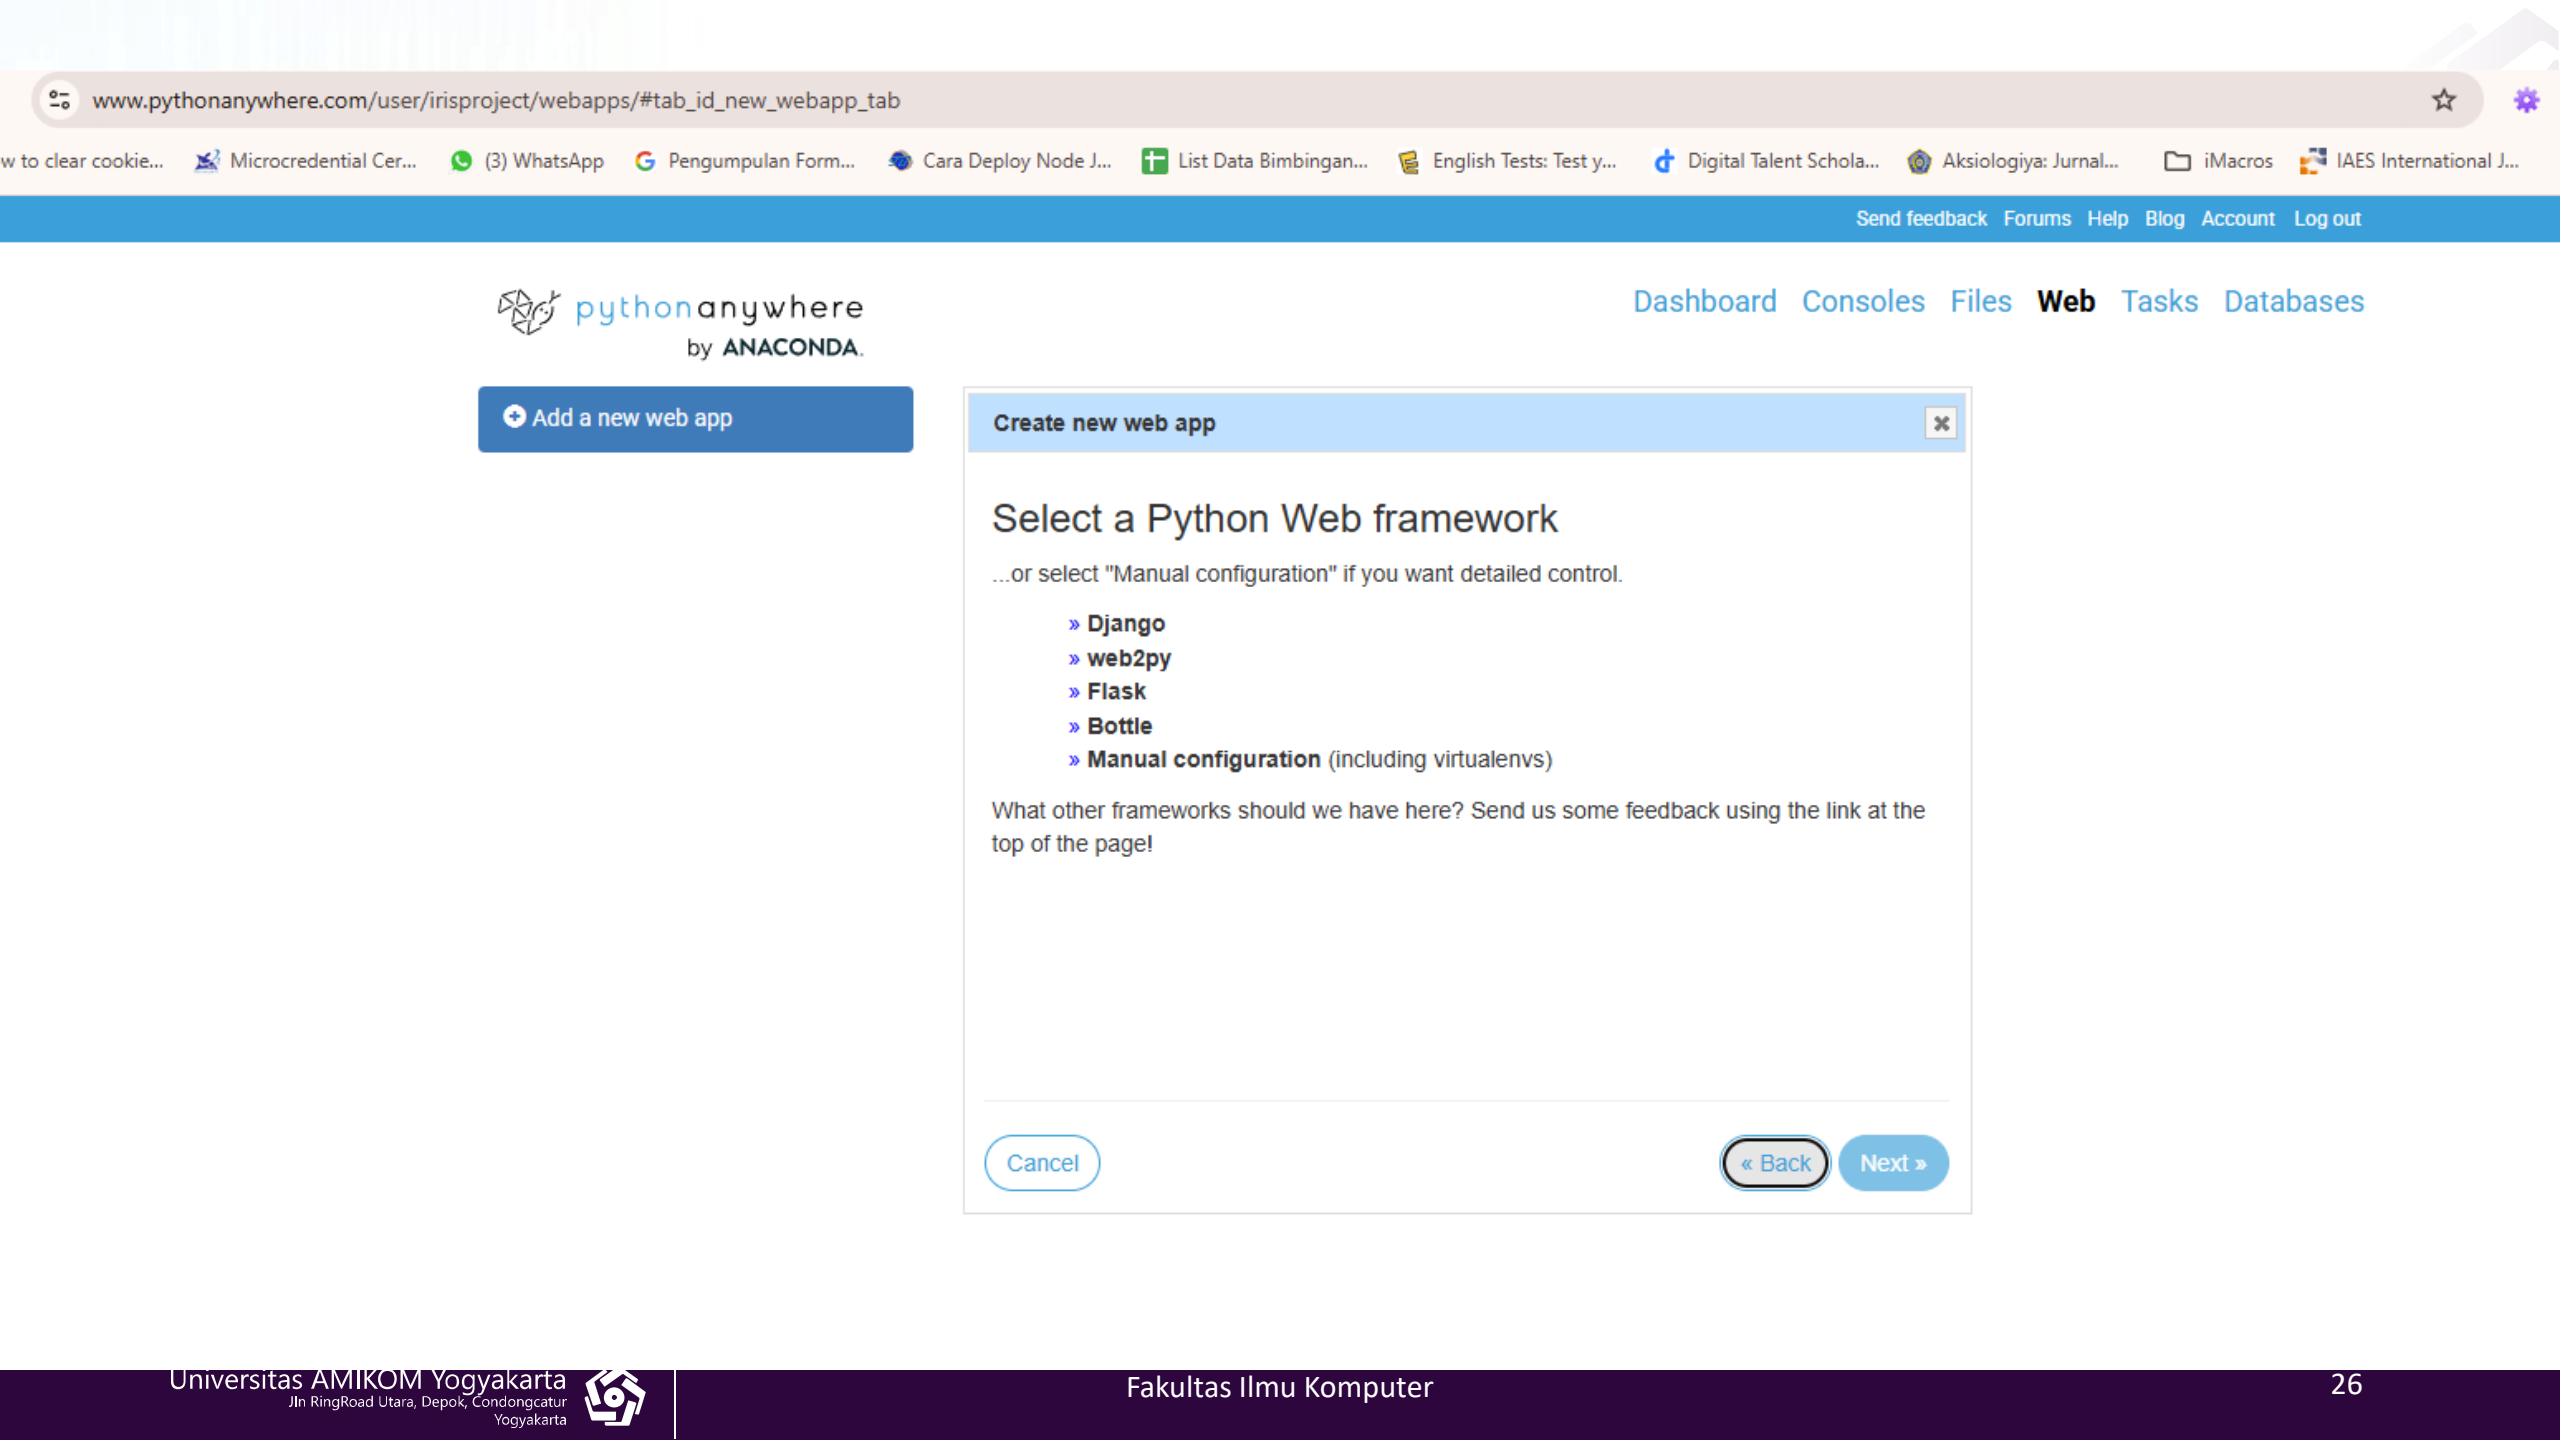 www.pythonanywhere.com/user/irisproject/webapps/#tab_id_new_webapp_tab
w to clear cookie... Microcredential Cer... (3) WhatsApp Pengumpulan Form... Cara Deploy Node J... List Data Bimbingan... English Tests: Test y... Digital Talent Schola... Aksiologiya: Jurnal... iMacros IAES International J...
Send feedback Forums Help Blog Account Log out
pythonanywhere
by ANACONDA.
Dashboard Consoles Files Web Tasks Databases
Add a new web app
Create new web app
Select a Python Web framework
...or select "Manual configuration" if you want detailed control.
» Django
» web2py
» Flask
» Bottle
» Manual configuration (including virtualenvs)
What other frameworks should we have here? Send us some feedback using the link at the
top of the page!
Cancel
« Back
Next »
Universitas AMIKOM Yogyakarta
Jln RingRoad Utara, Depok, Condongcatur
Yogyakarta
Fakultas Ilmu Komputer
26